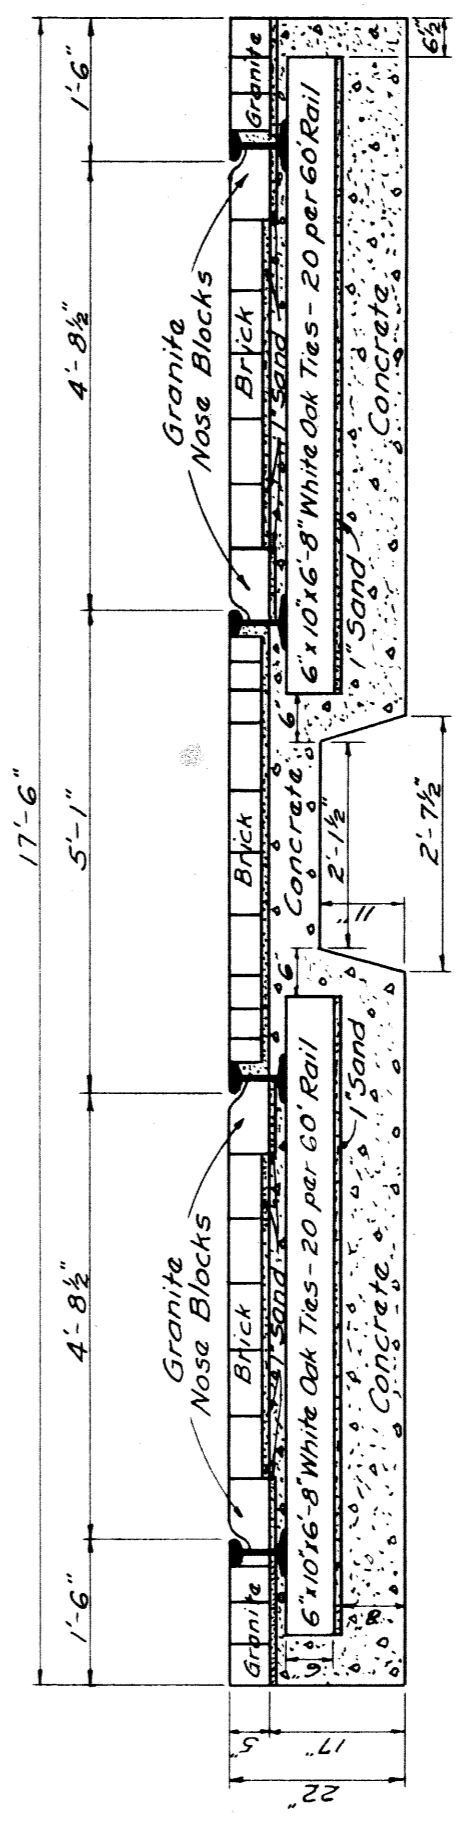 17'-6"
1'-6"
4'-8½"
5'-1"
4'-8½"
1'-6"
Granite
Nose Blocks
Granite
Nose Blocks
Granite
Brick
Brick
Brick
Granite
1" Sand
1" Sand
6"x10"x6'-8" White Oak Ties - 20 per 60' Rail
6"
Concrete
6"
6"x10"x6'-8" White Oak Ties - 20 per 60' Rail
1" Sand
1" Sand
Concrete
Concrete
2'-1½"
11"
2'-7½"
6½"
5"
17"
22"
6"
8"